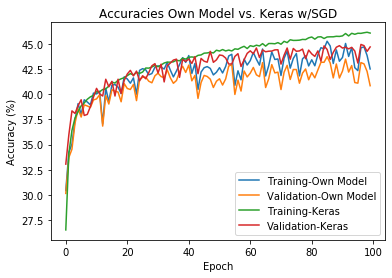 Accuracies Own Model vs. Keras w/SGD
Accuracy (%)
45.0
42.5
40.0
37.5
35.0
32.5
30.0
27.5
Training-Own Model
Validation-Own Model
Training-Keras
Validation-Keras
0 20 40 60 80 100
Epoch